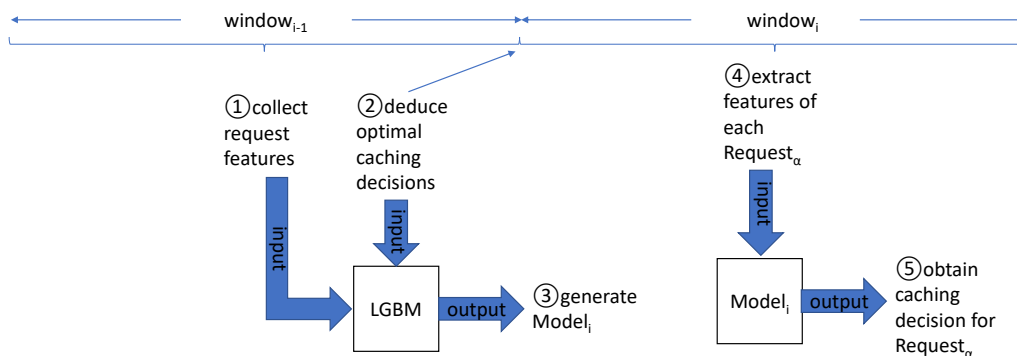 window_{i-1}
window_i
①collect
request
features
②deduce
optimal
caching
decisions
④extract
features of
each
Request_α
input
input
input
LGBM
output
③generate
Model_i
Model_i
output
⑤obtain
caching
decision for
Request_α